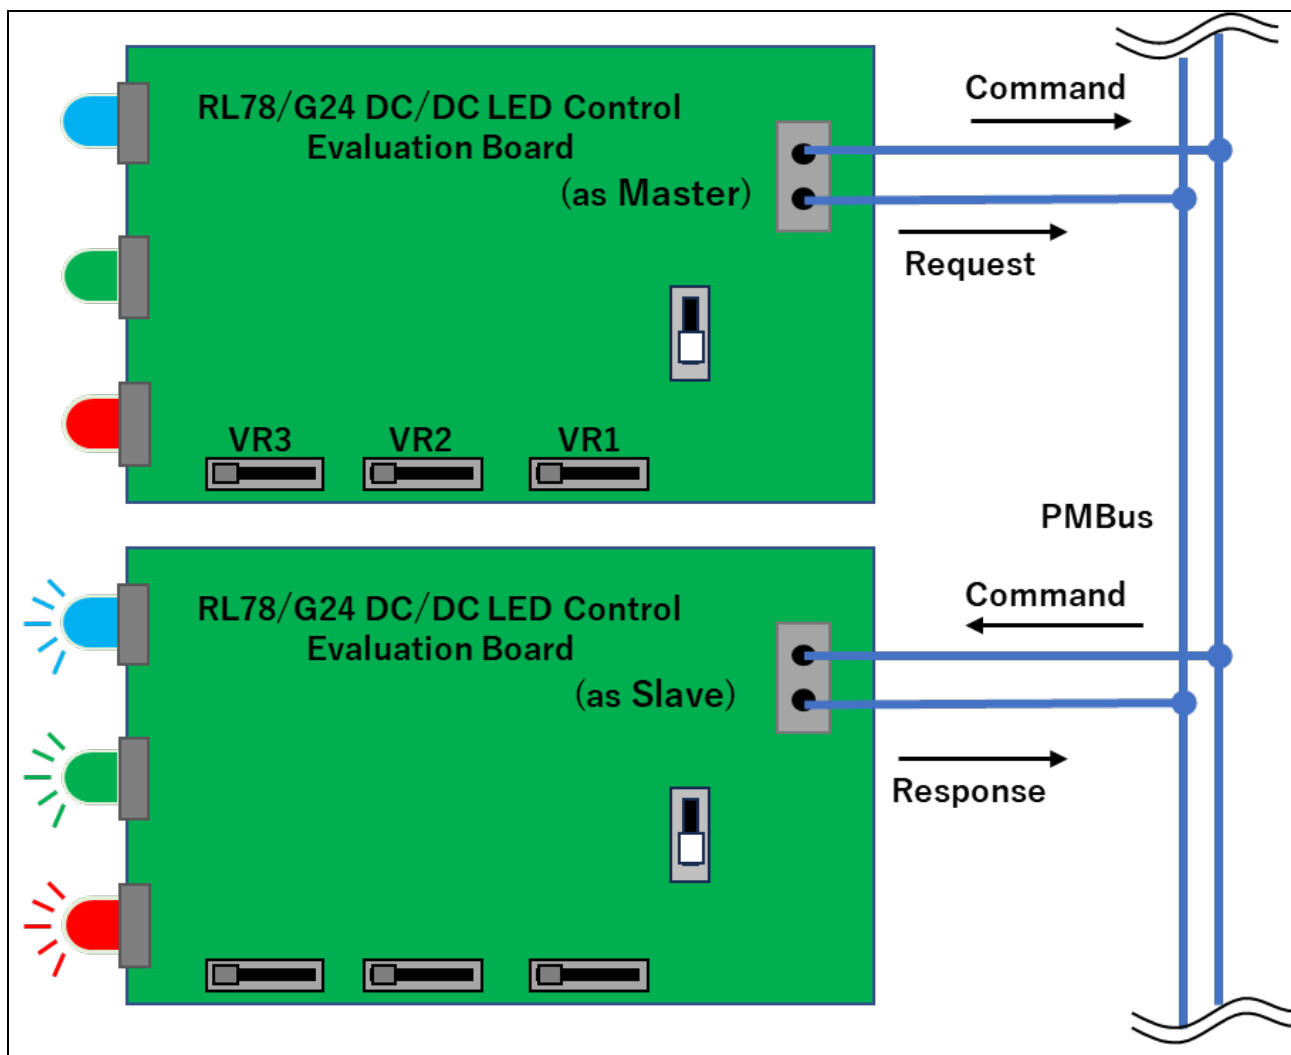 RL78/G24 DC/DC LED Control
Evaluation Board
(as Master)
Command
Request
VR3
VR2
VR1
PMBus
RL78/G24 DC/DC LED Control
Evaluation Board
(as Slave)
Command
Response